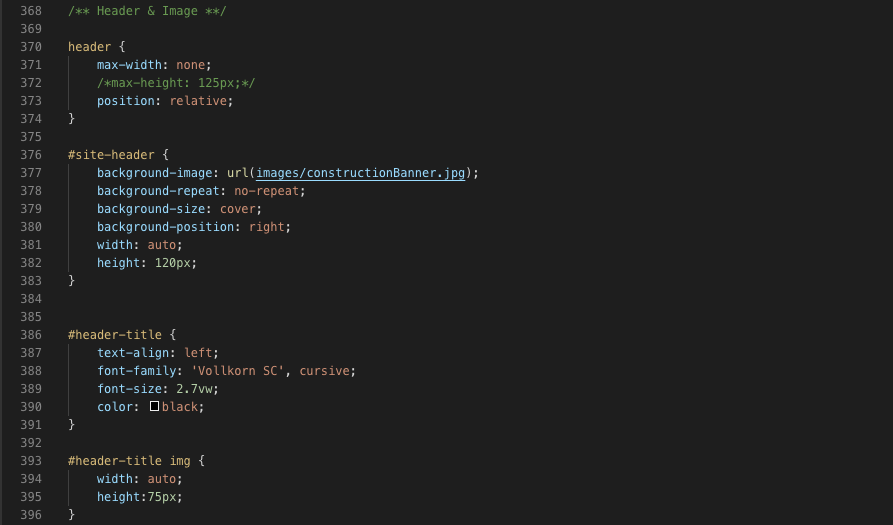 368 /** Header & Image **/
369
370 header {
371 max-width: none;
372 /*max-height: 125px;*/
373 position: relative;
374 }
375
376 #site-header {
377 background-image: url(images/constructionBanner.jpg);
378 background-repeat: no-repeat;
379 background-size: cover;
380 background-position: right;
381 width: auto;
382 height: 120px;
383 }
384
385
386 #header-title {
387 text-align: left;
388 font-family: 'Vollkorn SC', cursive;
389 font-size: 2.7vw;
390 color: black;
391 }
392
393 #header-title img {
394 width: auto;
395 height:75px;
396 }